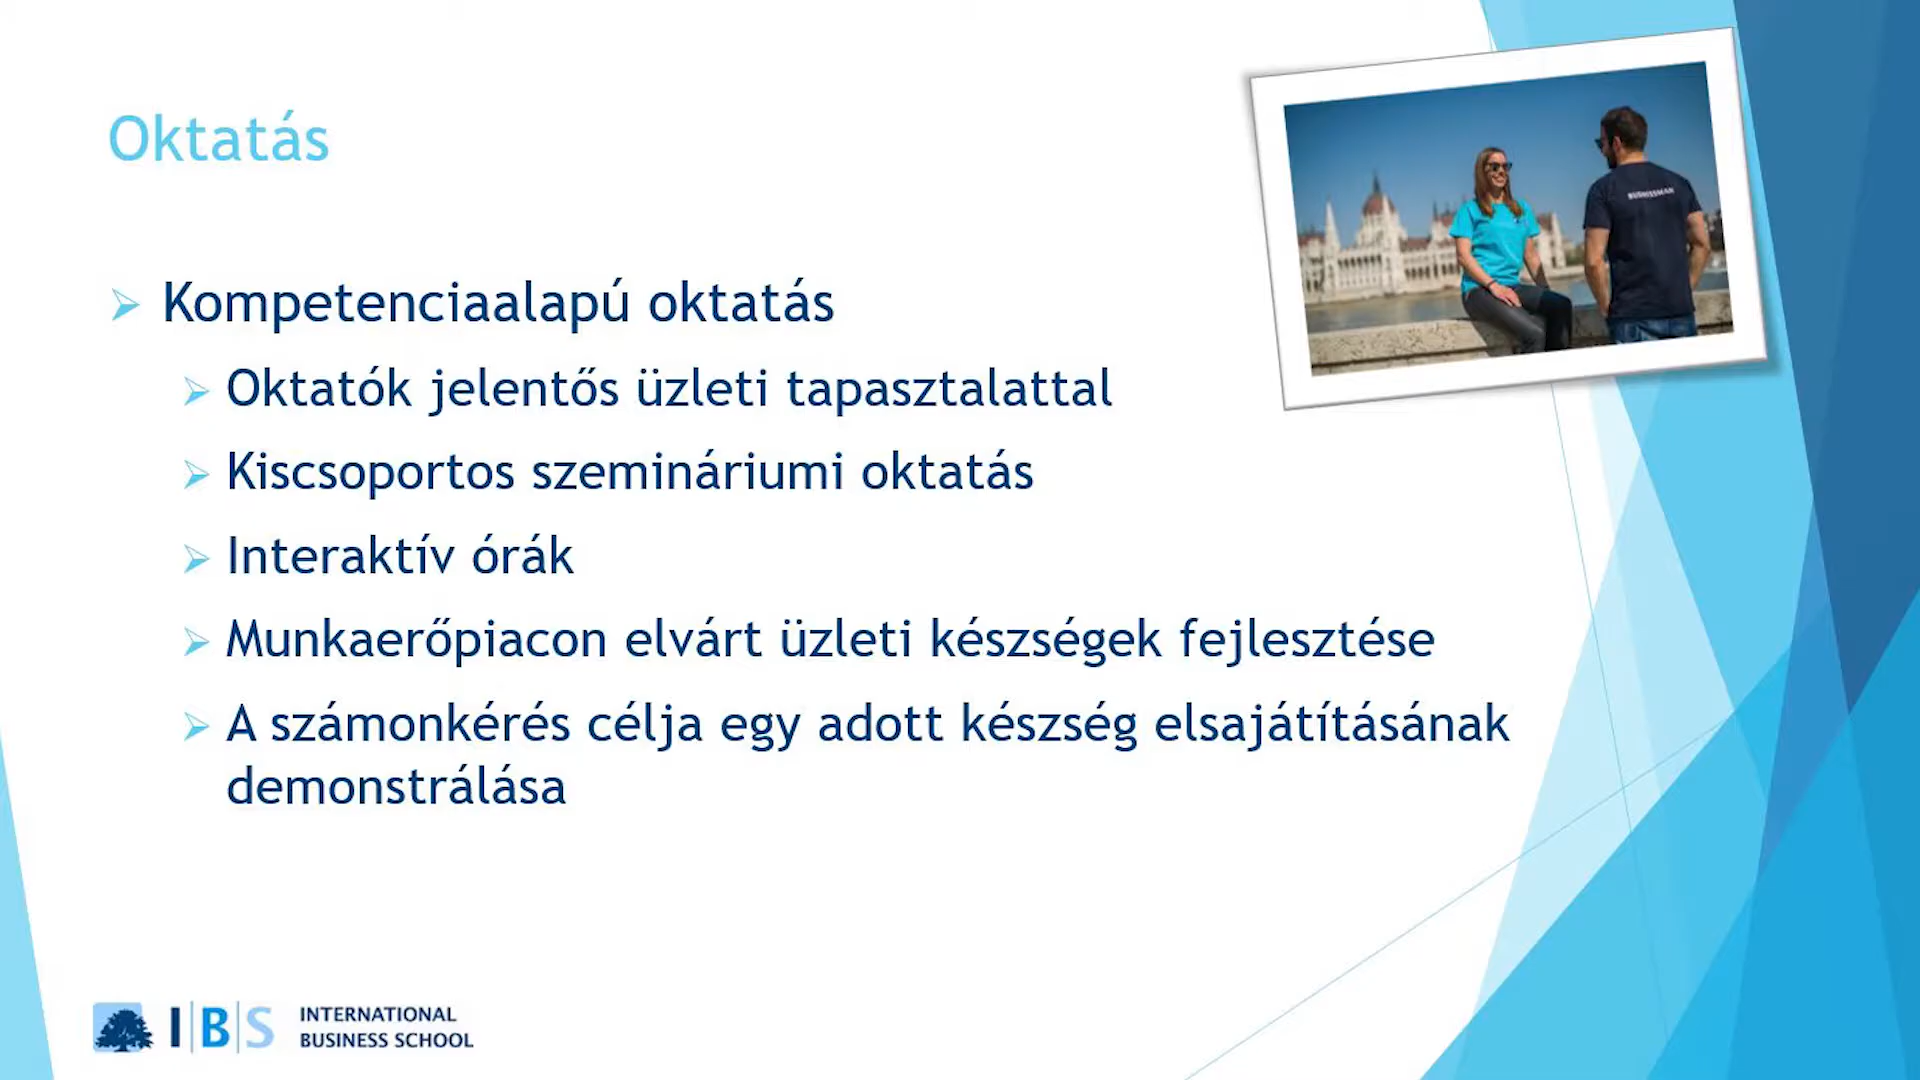 Oktatás
Kompetenciaalapú oktatás
Oktatók jelentős üzleti tapasztalattal
Kiscsoportos szemináriumi oktatás
Interaktív órák
Munkaerőpiacon elvárt üzleti készségek fejlesztése
A számonkérés célja egy adott készség elsajátításának
demonstrálása
IBS INTERNATIONAL
BUSINESS SCHOOL